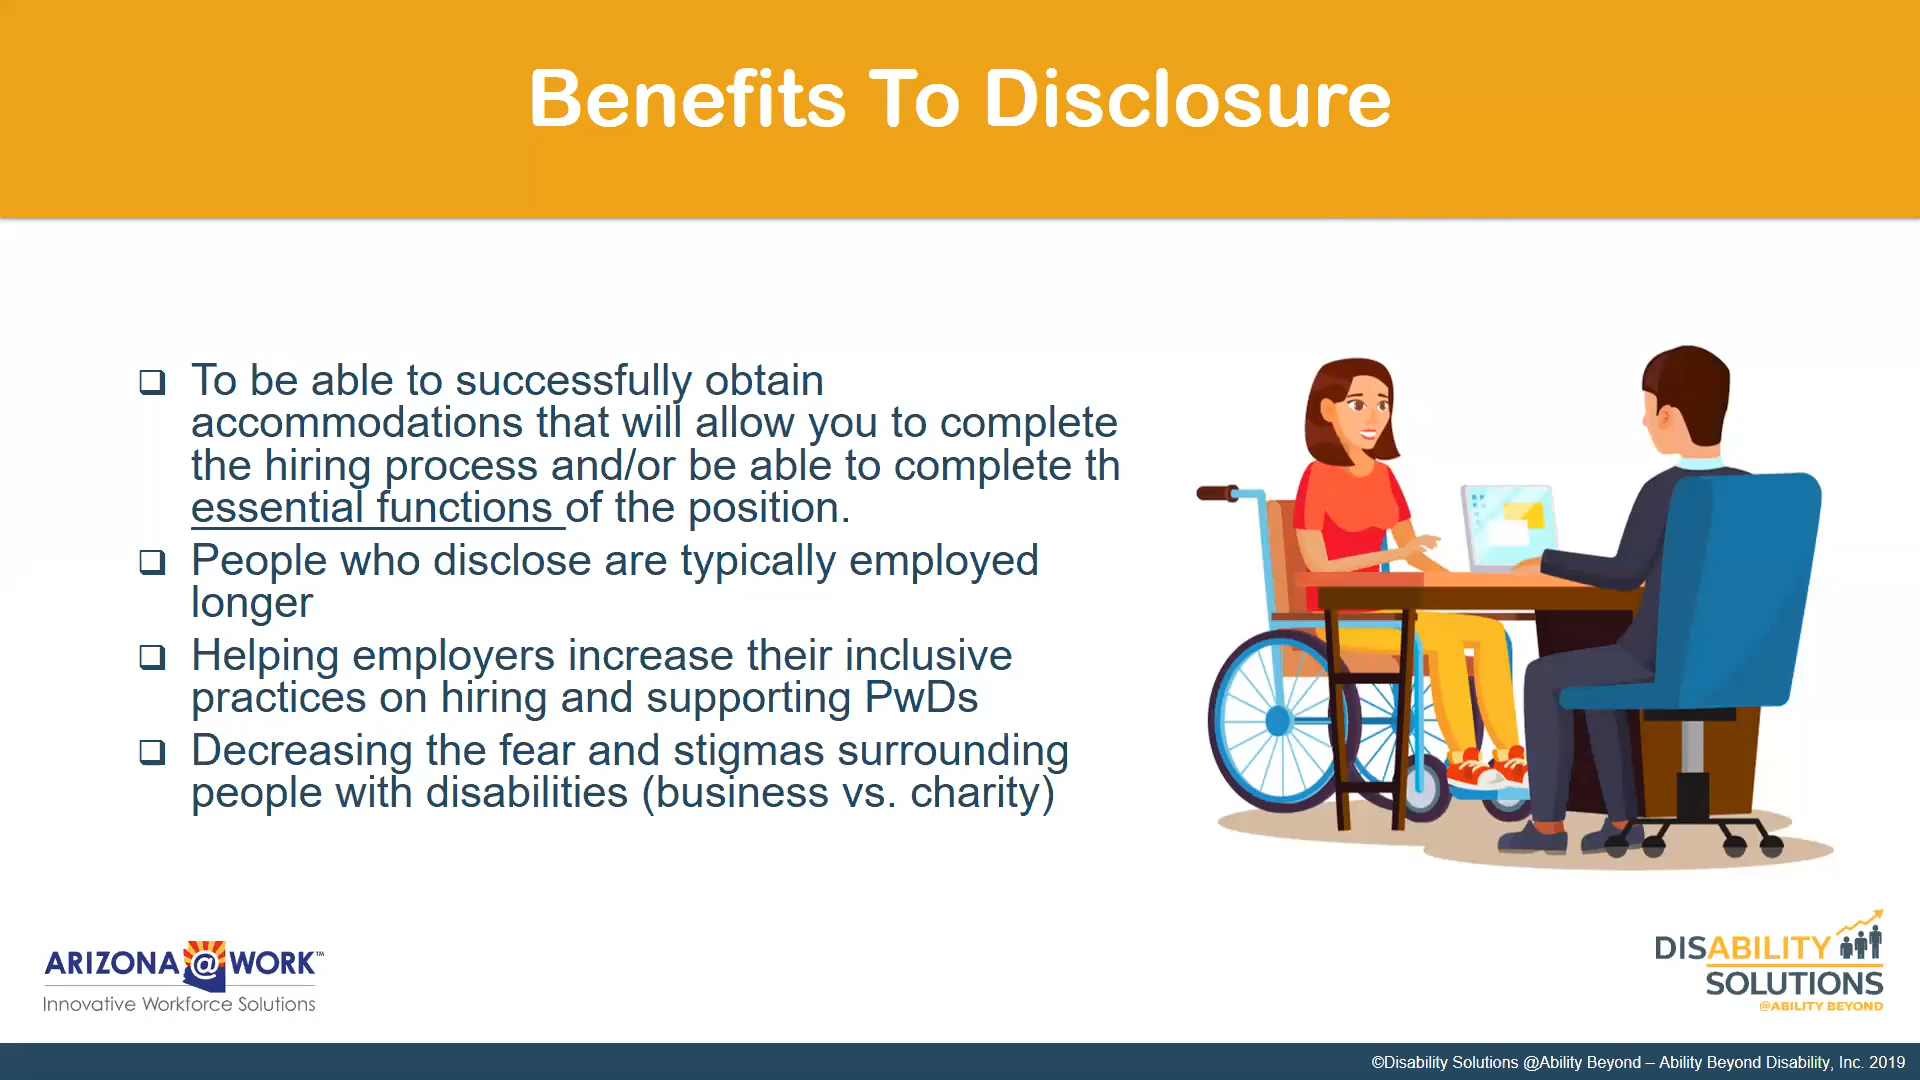 Benefits To Disclosure
❑ To be able to successfully obtain
accommodations that will allow you to complete
the hiring process and/or be able to complete th
essential functions of the position.
❑ People who disclose are typically employed
longer
❑ Helping employers increase their inclusive
practices on hiring and supporting PwDs
❑ Decreasing the fear and stigmas surrounding
people with disabilities (business vs. charity)
ARIZONA@WORK™
Innovative Workforce Solutions
DISABILITY
SOLUTIONS
@ABILITY BEYOND
©Disability Solutions @Ability Beyond – Ability Beyond Disability, Inc. 2019